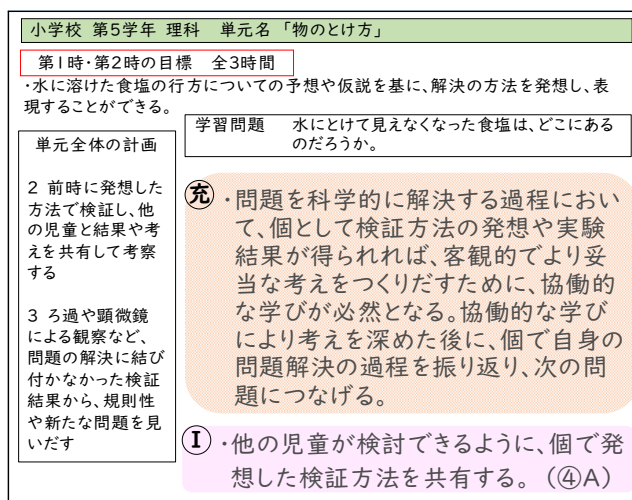 小学校 第5学年 理科 単元名 「物のとけ方」
第1時・第2時の目標 全3時間
・水に溶けた食塩の行方についての予想や仮説を基に、解決の方法を発想し、表
現することができる。
学習問題 水にとけて見えなくなった食塩は、どこにある
のだろうか。
単元全体の計画
2 前時に発想した
方法で検証し、他
の児童と結果や考
えを共有して考察
する
3 ろ過や顕微鏡
による観察など、
問題の解決に結び
付かなかった検証
結果から、規則性
や新たな問題を見
いだす
充 ・問題を科学的に解決する過程におい
て、個として検証方法の発想や実験
結果が得られれば、客観的でより妥
当な考えをつくりだすために、協働的
な学びが必然となる。協働的な学び
により考えを深めた後に、個で自身の
問題解決の過程を振り返り、次の問
題につなげる。
I ・他の児童が検討できるように、個で発
想した検証方法を共有する。（④A）